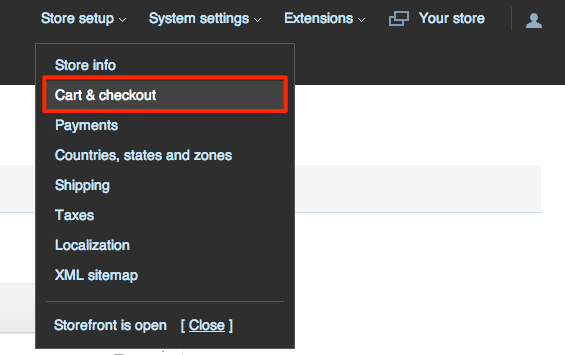 Store setup System settings Extensions Your store
Store info
Cart & checkout
Payments
Countries, states and zones
Shipping
Taxes
Localization
XML sitemap
Storefront is open [ Close ]